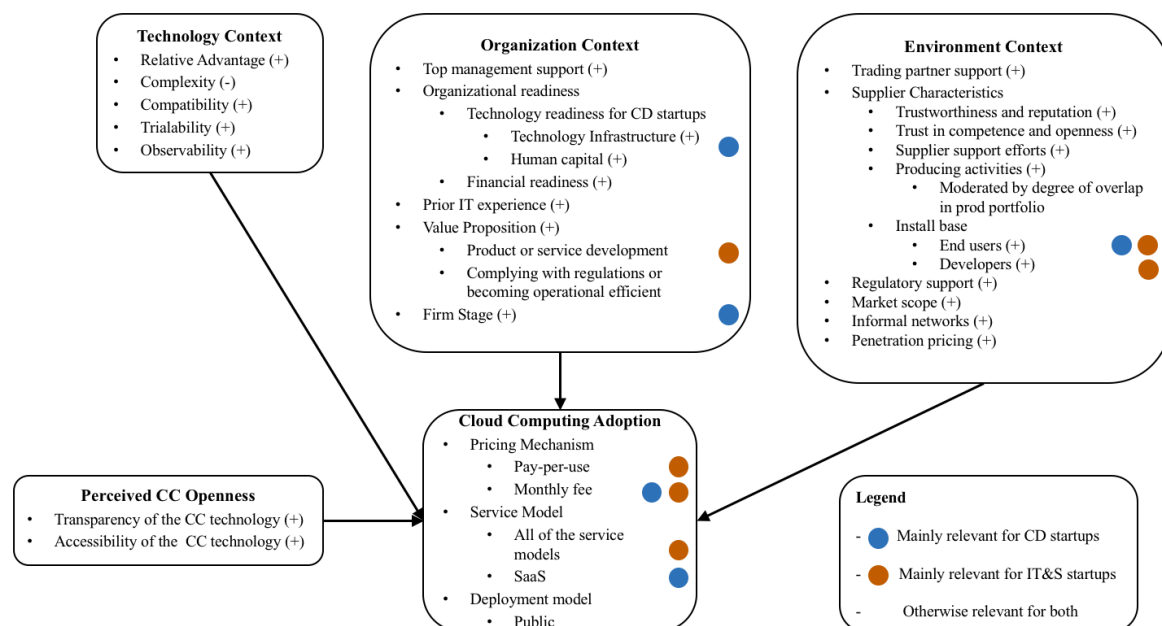 Technology Context
• Relative Advantage (+)
• Complexity (-)
• Compatibility (+)
• Trialability (+)
• Observability (+)
Organization Context
• Top management support (+)
• Organizational readiness
• Technology readiness for CD startups
• Technology Infrastructure (+)
• Human capital (+)
• Financial readiness (+)
• Prior IT experience (+)
• Value Proposition (+)
• Product or service development
• Complying with regulations or
becoming operational efficient
• Firm Stage (+)
Environment Context
• Trading partner support (+)
• Supplier Characteristics
• Trustworthiness and reputation (+)
• Trust in competence and openness (+)
• Supplier support efforts (+)
• Producing activities (+)
• Moderated by degree of overlap
in prod portfolio
• Install base
• End users (+)
• Developers (+)
• Regulatory support (+)
• Market scope (+)
• Informal networks (+)
• Penetration pricing (+)
Perceived CC Openness
• Transparency of the CC technology (+)
• Accessibility of the CC technology (+)
Cloud Computing Adoption
• Pricing Mechanism
• Pay-per-use
• Monthly fee
• Service Model
• All of the service
models
• SaaS
• Deployment model
• Public
Legend
- Mainly relevant for CD startups
- Mainly relevant for IT&S startups
- Otherwise relevant for both